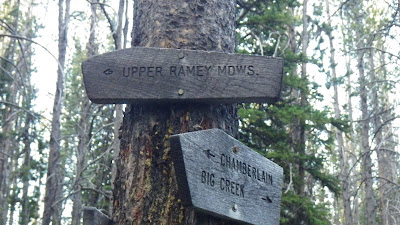 UPPER RAMEY MDWS.
CHAMBERLAIN
BIG CREEK